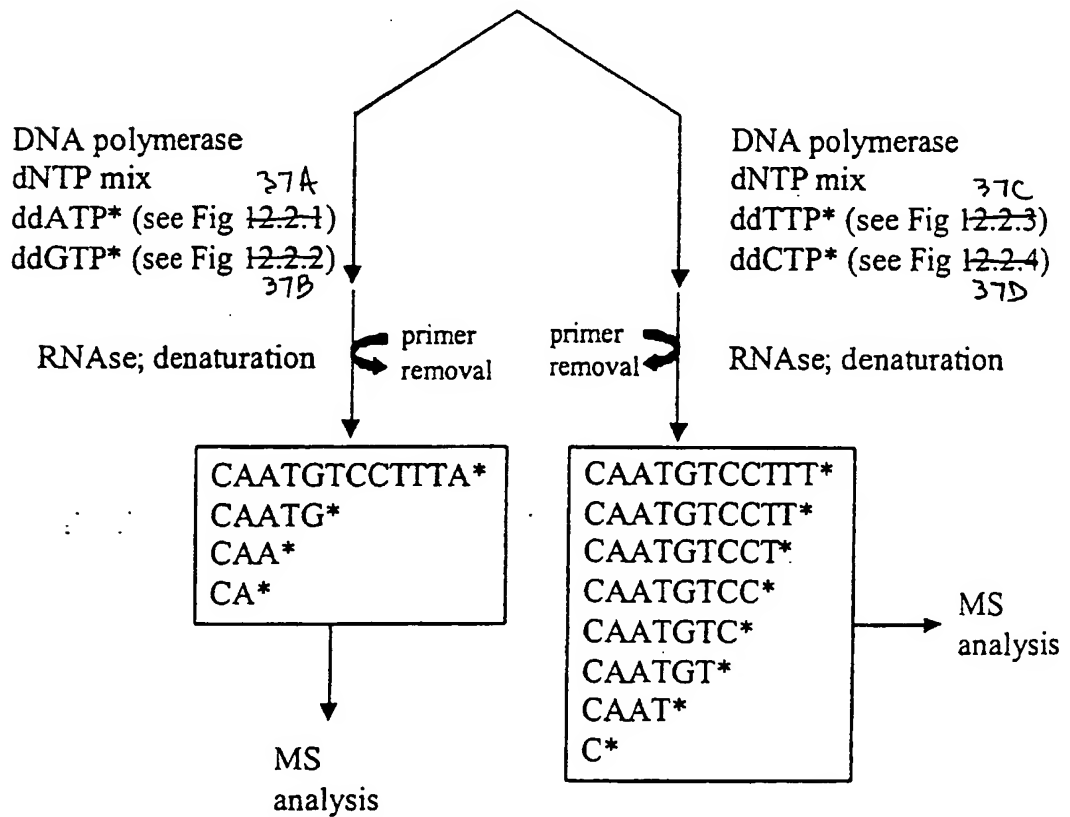 DNA polymerase
dNTP mix 37A
ddATP* (see Fig 12.2.1)
ddGTP* (see Fig 12.2.2)
37B
DNA polymerase
dNTP mix 37C
ddTTP* (see Fig 12.2.3)
ddCTP* (see Fig 12.2.4)
37D
RNAse; denaturation
primer
removal
primer
removal
RNAse; denaturation
CAATGTCCTTTA*
CAATG*
CAA*
CA*
CAATGTCCTTT*
CAATGTCCTT*
CAATGTCCT*
CAATGTCC*
CAATGTC*
CAATGT*
CAAT*
C*
MS
analysis
MS
analysis